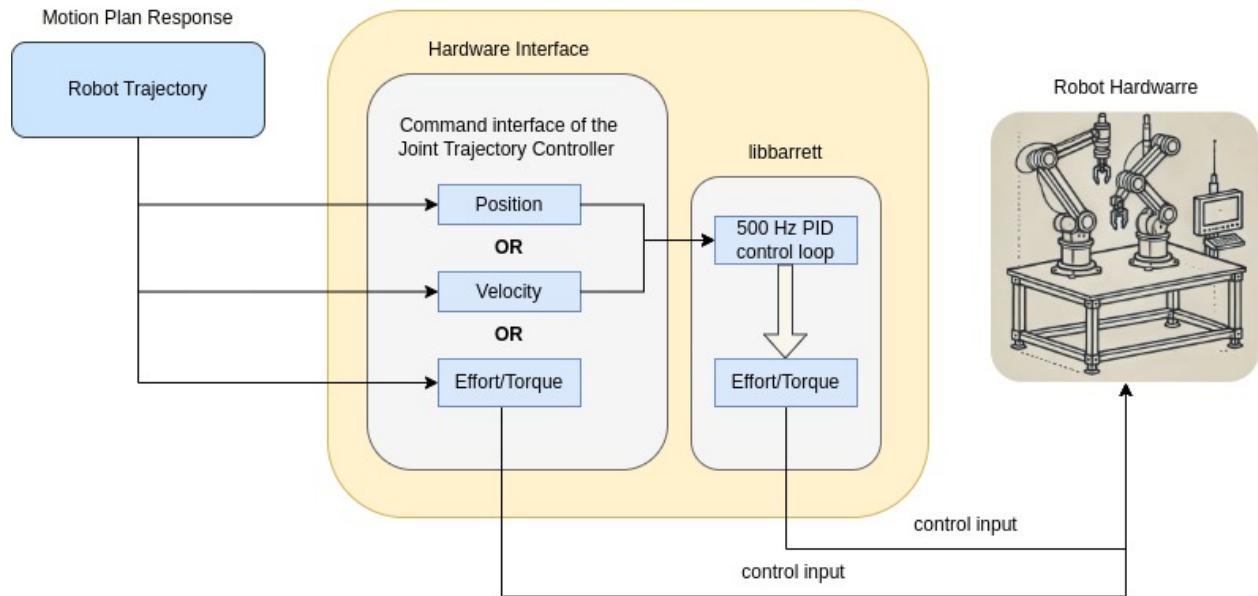 Motion Plan Response
Robot Trajectory
Hardware Interface
Command interface of the
Joint Trajectory Controller
Position
OR
Velocity
OR
Effort/Torque
libbarrett
500 Hz PID
control loop
Effort/Torque
Robot Hardwarre
control input
control input